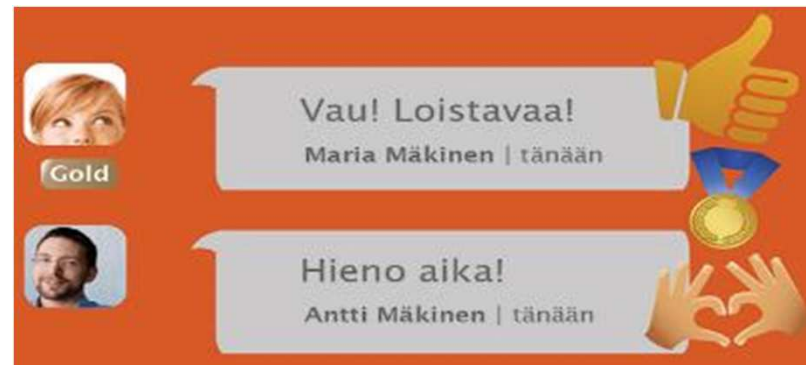 Vau! Loistavaa!
Maria Mäkinen | tänään
Gold
Hieno aika!
Antti Mäkinen | tänään